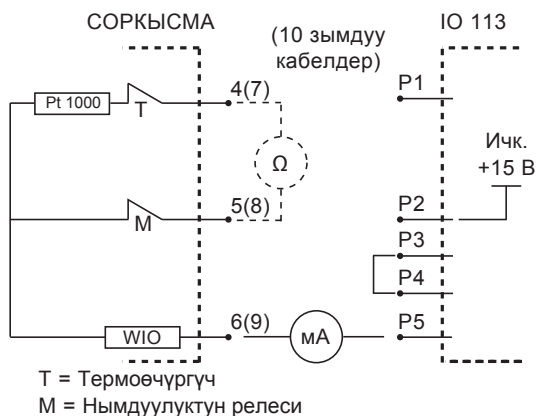 СОРКЫСМА
(10 зымдуу
кабелдер)
IO 113
Pt 1000
T
4(7)
P1
Ω
Ичк.
+15 В
M
5(8)
P2
P3
P4
WIO
6(9)
мА
P5
T = Термоөчүргүч
M = Нымдуулуктун релеси